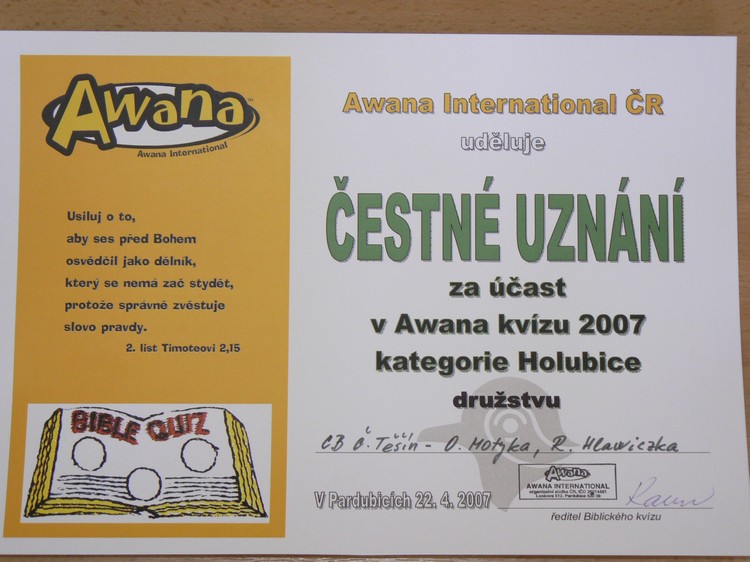 Awana
Awana International
Usiluj o to,
aby ses před Bohem
osvědčil jako dělník,
který se nemá zač stydět,
protože správně zvěstuje
slovo pravdy.
2. list Timoteovi 2,15
BIBLE QUIZ
Awana International ČR
uděluje
ČESTNÉ UZNÁNÍ
za účast
v Awana kvízu 2007
kategorie Holubice
družstvu
CB Č. Těšín - O. Motyka, R. Hlawiczka
Awana
AWANA INTERNATIONAL
V Pardubicích 22. 4. 2007
ředitel Biblického kvízu